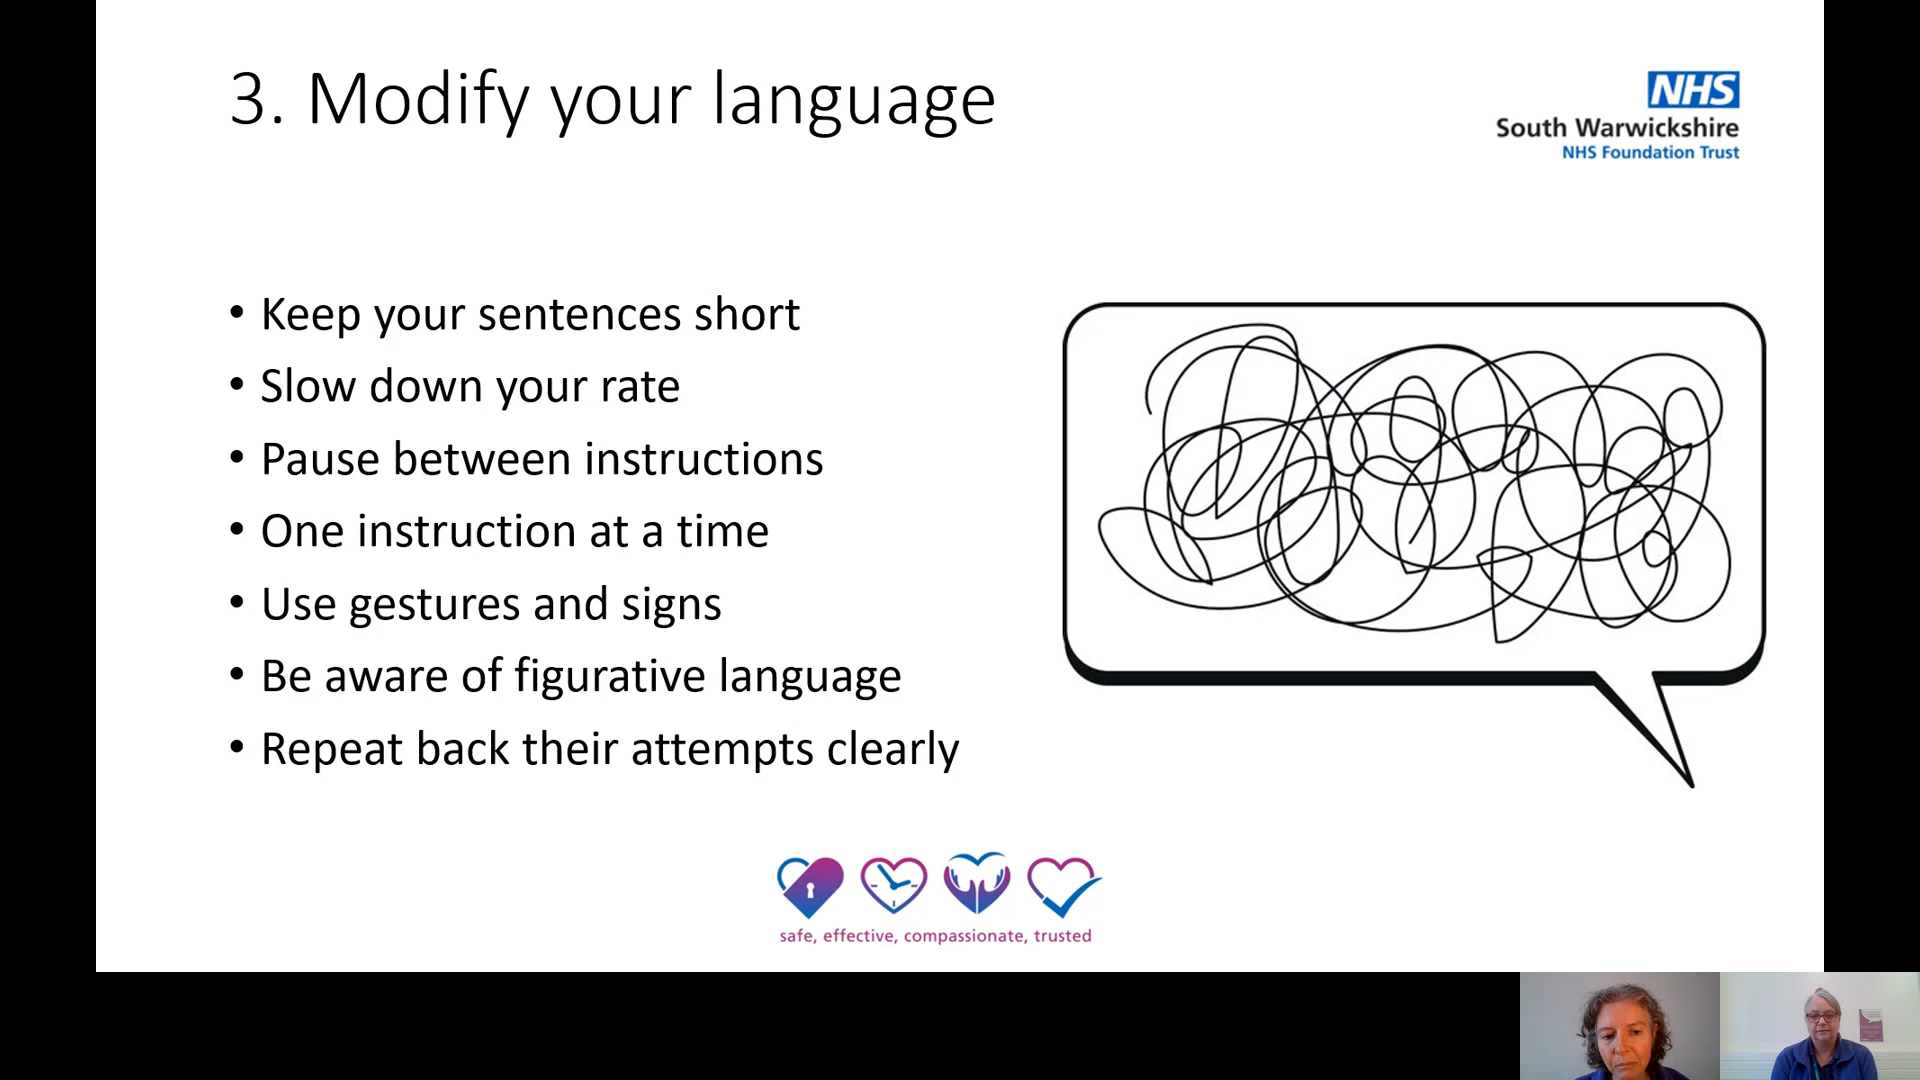 3. Modify your language
NHS
South Warwickshire
NHS Foundation Trust
• Keep your sentences short
• Slow down your rate
• Pause between instructions
• One instruction at a time
• Use gestures and signs
• Be aware of figurative language
• Repeat back their attempts clearly
safe, effective, compassionate, trusted